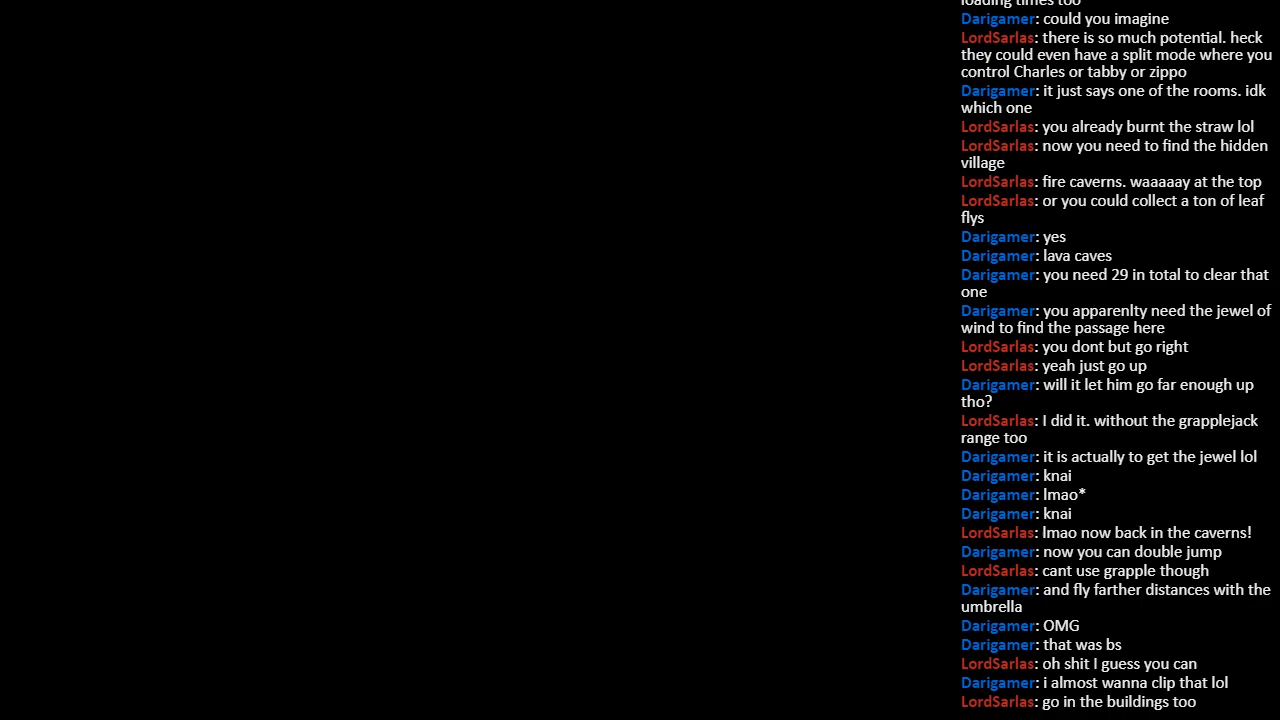 loading times too
Darigamer: could you imagine
LordSarlas: there is so much potential. heck
they could even have a split mode where you
control Charles or tabby or zippo
Darigamer: it just says one of the rooms. idk
which one
LordSarlas: you already burnt the straw lol
LordSarlas: now you need to find the hidden
village
LordSarlas: fire caverns. waaaaay at the top
LordSarlas: or you could collect a ton of leaf
flys
Darigamer: yes
Darigamer: lava caves
Darigamer: you need 29 in total to clear that
one
Darigamer: you apparenlty need the jewel of
wind to find the passage here
LordSarlas: you dont but go right
LordSarlas: yeah just go up
Darigamer: will it let him go far enough up
tho?
LordSarlas: I did it. without the grapplejack
range too
Darigamer: it is actually to get the jewel lol
Darigamer: knai
Darigamer: lmao*
Darigamer: knai
LordSarlas: lmao now back in the caverns!
Darigamer: now you can double jump
LordSarlas: cant use grapple though
Darigamer: and fly farther distances with the
umbrella
Darigamer: OMG
Darigamer: that was bs
LordSarlas: oh shit I guess you can
Darigamer: i almost wanna clip that lol
LordSarlas: go in the buildings too